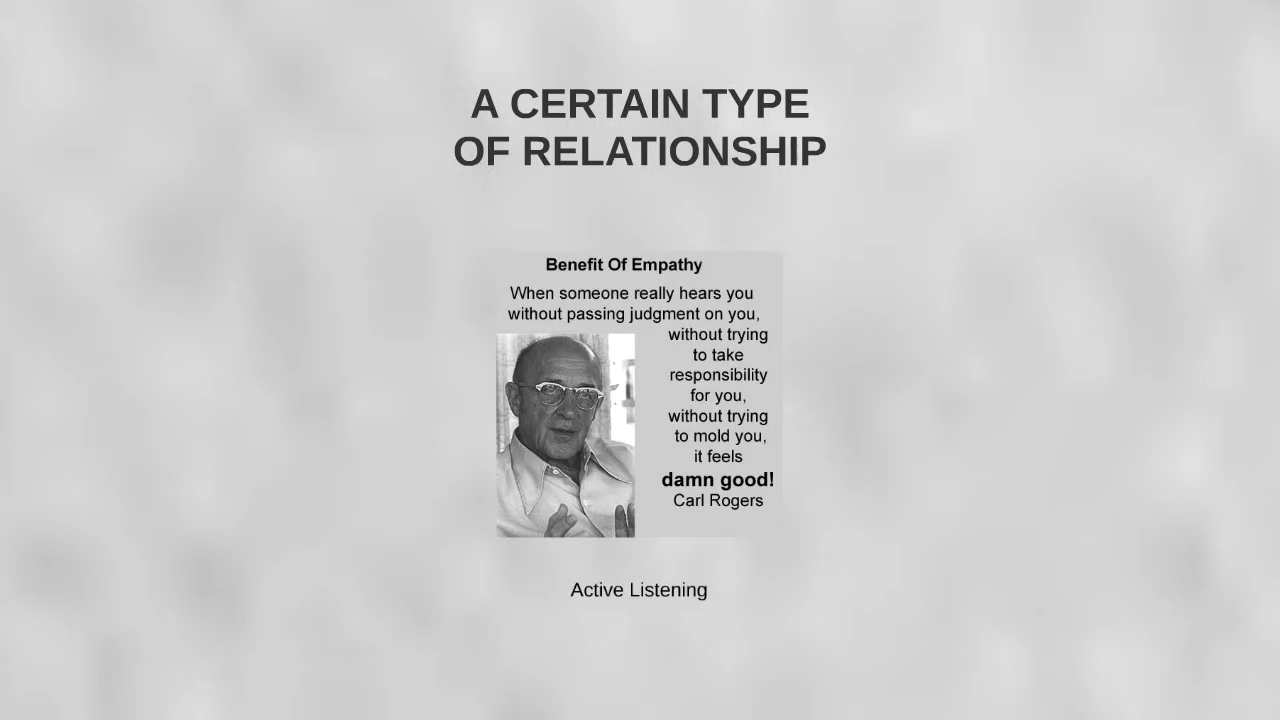 A CERTAIN TYPE
OF RELATIONSHIP
Benefit Of Empathy
When someone really hears you
without passing judgment on you,
without trying
to take
responsibility
for you,
without trying
to mold you,
it feels
damn good!
Carl Rogers
Active Listening